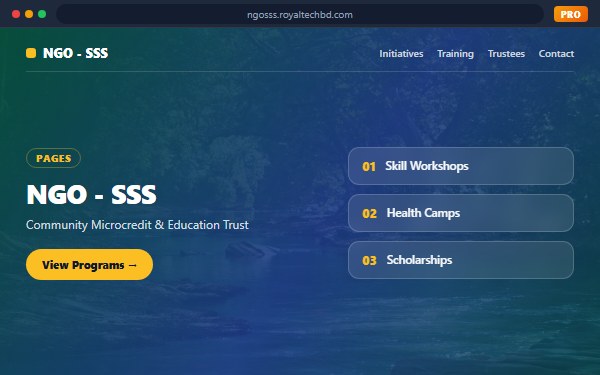 ngosss.royaltechbd.com
PRO
NGO - SSS
Initiatives Training Trustees Contact
PAGES
NGO - SSS
Community Microcredit & Education Trust
View Programs →
01 Skill Workshops
02 Health Camps
03 Scholarships